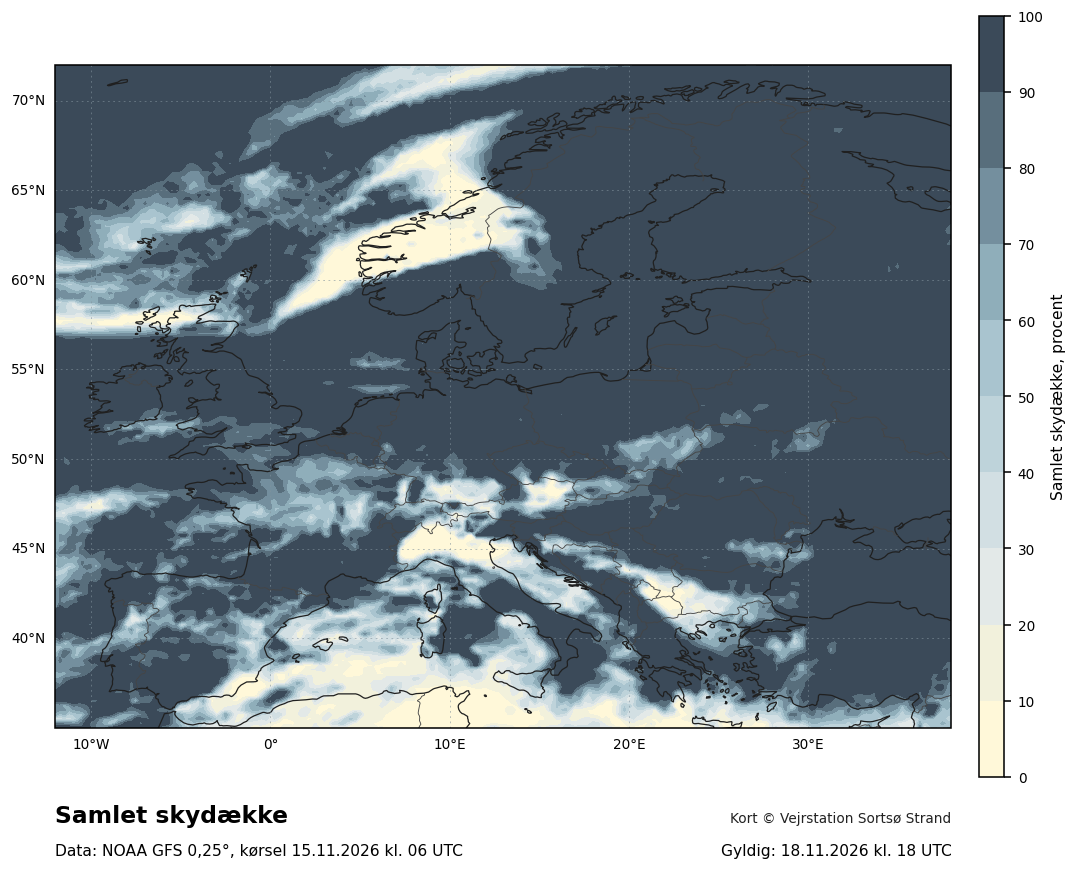 100
90
80
70
60
50
40
30
20
10
0
Samlet skydække, procent
70°N
65°N
60°N
55°N
50°N
45°N
40°N
10°W
0°
10°E
20°E
30°E
Samlet skydække
Kort © Vejrstation Sortsø Strand
Data: NOAA GFS 0,25°, kørsel 15.11.2026 kl. 06 UTC
Gyldig: 18.11.2026 kl. 18 UTC